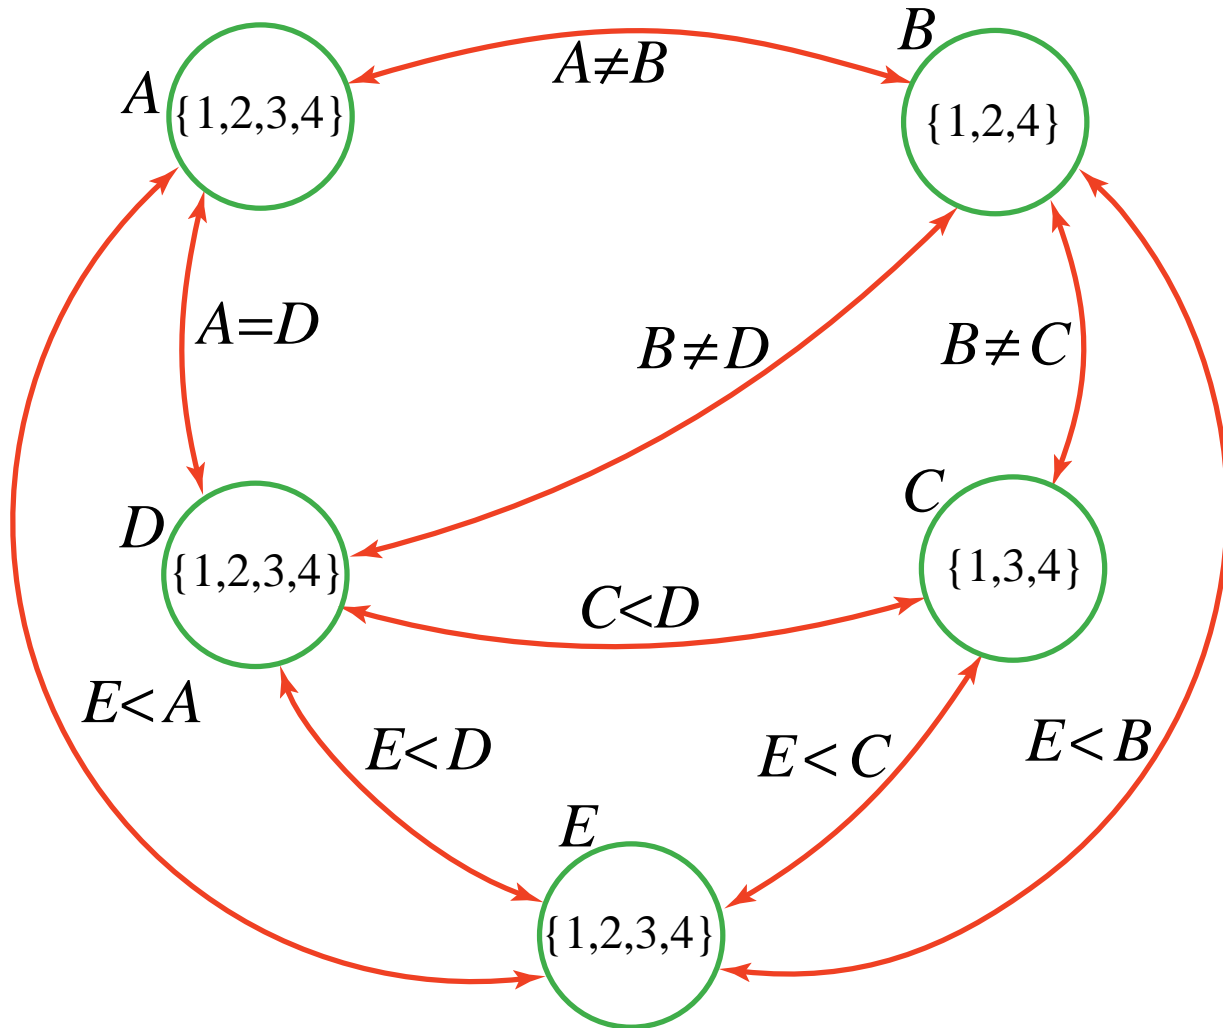 B
A≠B
A
{1,2,3,4}
{1,2,4}
A=D
B≠D
B≠C
C
D
{1,2,3,4}
{1,3,4}
C<D
E<A
E<D
E<C
E<B
E
{1,2,3,4}